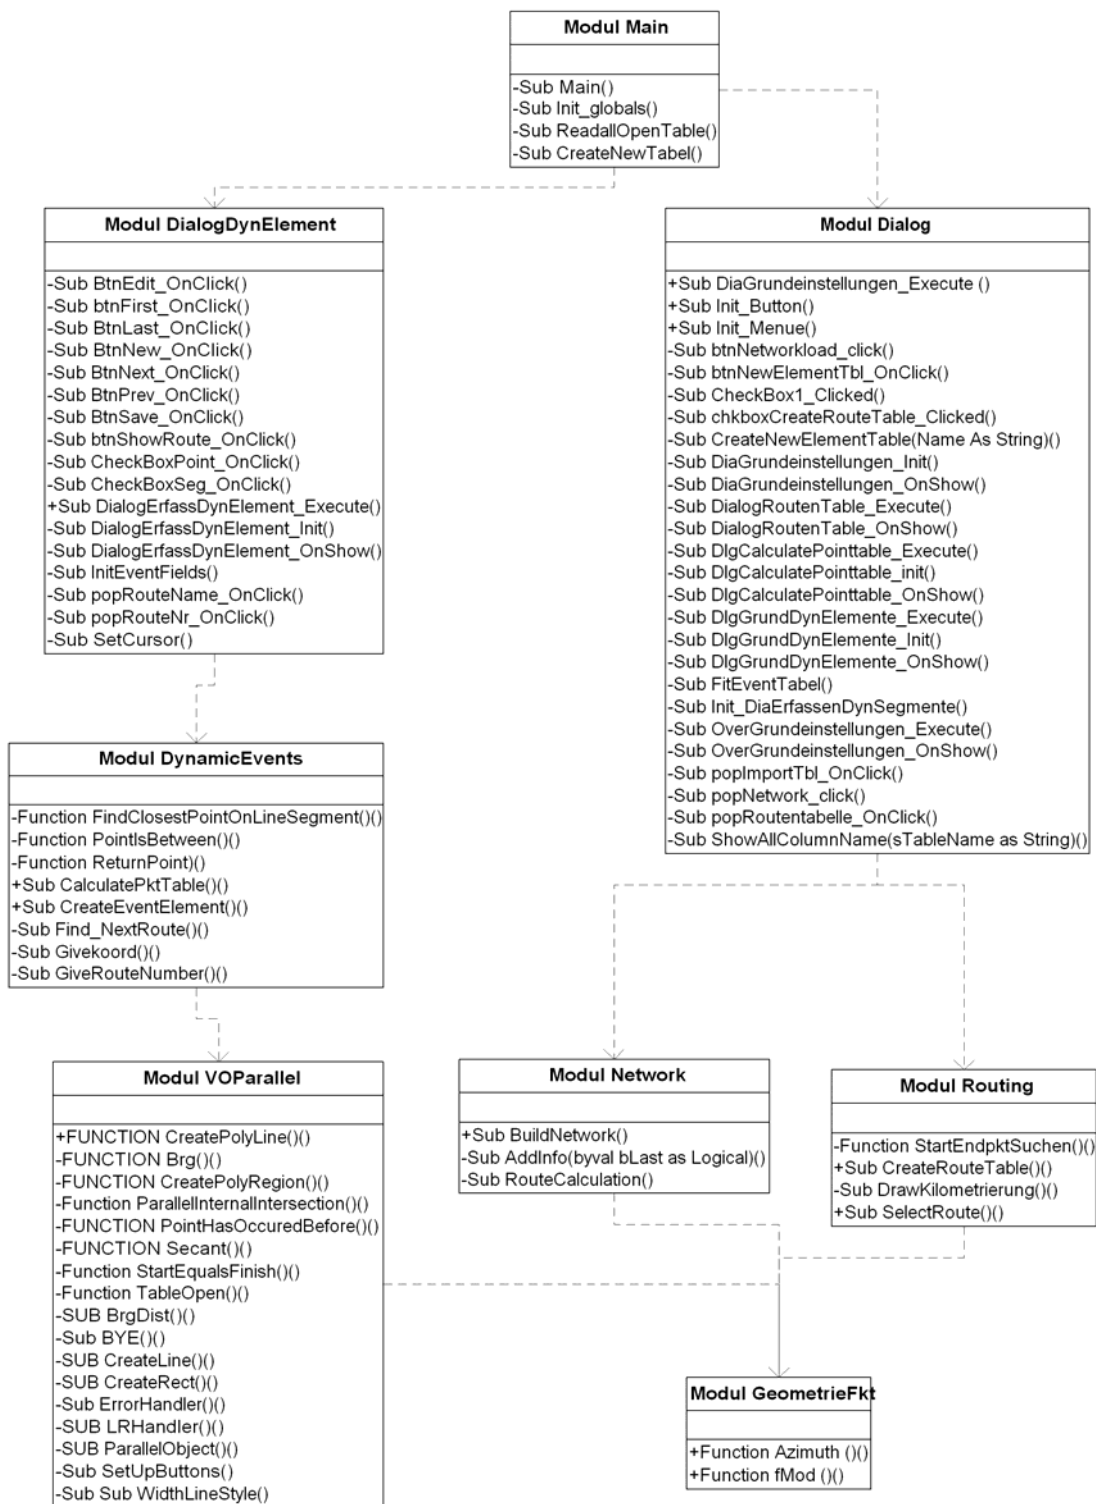 Modul Main
-Sub Main()
-Sub Init_globals()
-Sub ReadallOpenTable()
-Sub CreateNewTabel()
Modul DialogDynElement
-Sub BtnEdit_OnClick()
-Sub btnFirst_OnClick()
-Sub BtnLast_OnClick()
-Sub BtnNew_OnClick()
-Sub BtnNext_OnClick()
-Sub BtnPrev_OnClick()
-Sub BtnSave_OnClick()
-Sub btnShowRoute_OnClick()
-Sub CheckBoxPoint_OnClick()
-Sub CheckBoxSeg_OnClick()
+Sub DialogErfassDynElement_Execute()
-Sub DialogErfassDynElement_Init()
-Sub DialogErfassDynElement_OnShow()
-Sub InitEventFields()
-Sub popRouteName_OnClick()
-Sub popRouteNr_OnClick()
-Sub SetCursor()
Modul Dialog
+Sub DiaGrundeinstellungen_Execute ()
+Sub Init_Button()
+Sub Init_Menue()
-Sub btnNetworkload_click()
-Sub btnNewElementTbl_OnClick()
-Sub CheckBox1_Clicked()
-Sub chkboxCreateRouteTable_Clicked()
-Sub CreateNewElementTable(Name As String)()
-Sub DiaGrundeinstellungen_Init()
-Sub DiaGrundeinstellungen_OnShow()
-Sub DialogRoutenTable_Execute()
-Sub DialogRoutenTable_OnShow()
-Sub DlgCalculatePointtable_Execute()
-Sub DlgCalculatePointtable_init()
-Sub DlgCalculatePointtable_OnShow()
-Sub DlgGrundDynElemente_Execute()
-Sub DlgGrundDynElemente_Init()
-Sub DlgGrundDynElemente_OnShow()
-Sub FitEventTabel()
-Sub Init_DiaErfassenDynSegmente()
-Sub OverGrundeinstellungen_Execute()
-Sub OverGrundeinstellungen_OnShow()
-Sub popImportTbl_OnClick()
-Sub popNetwork_click()
-Sub popRoutentabelle_OnClick()
-Sub ShowAllColumnName(sTableName as String)()
Modul DynamicEvents
-Function FindClosestPointOnLineSegment()()
-Function PointIsBetween()()
-Function ReturnPoint)()
+Sub CalculatePktTable()()
+Sub CreateEventElement()()
-Sub Find_NextRoute()()
-Sub Givekoord()()
-Sub GiveRouteNumber()()
Modul VOParallel
+FUNCTION CreatePolyLine()()
-FUNCTION Brg()()
-FUNCTION CreatePolyRegion()()
-Function ParallelInternalIntersection()()
-FUNCTION PointHasOccuredBefore()()
-FUNCTION Secant()()
-Function StartEqualsFinish()()
-Function TableOpen()()
-SUB BrgDist()()
-Sub BYE()()
-SUB CreateLine()()
-SUB CreateRect()()
-Sub ErrorHandler()()
-SUB LRHandler()()
-SUB ParallelObject()()
-Sub SetUpButtons()
-Sub Sub WidthLineStyle()
Modul Network
+Sub BuildNetwork()
-Sub AddInfo(byval bLast as Logical)()
-Sub RouteCalculation()
Modul Routing
-Function StartEndpktSuchen()()
+Sub CreateRouteTable()()
-Sub DrawKilometrierung()()
+Sub SelectRoute()()
Modul GeometrieFkt
+Function Azimuth ()()
+Function fMod ()()